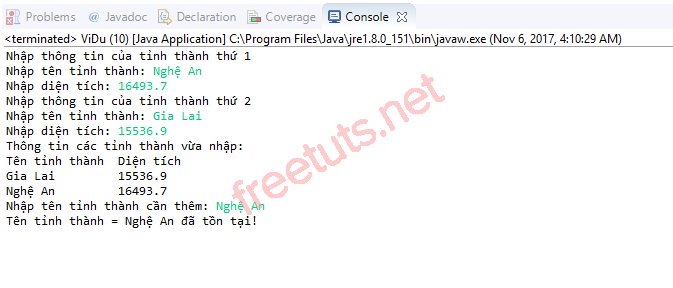 Problems @ Javadoc Declaration Coverage Console
<terminated> ViDu (10) [Java Application] C:\Program Files\Java\jre1.8.0_151\bin\javaw.exe (Nov 6, 2017, 4:10:29 AM)
Nhập thông tin của tỉnh thành thứ 1
Nhập tên tỉnh thành: Nghệ An
Nhập diện tích: 16493.7
Nhập thông tin của tỉnh thành thứ 2
Nhập tên tỉnh thành: Gia Lai
Nhập diện tích: 15536.9
Thông tin các tỉnh thành vừa nhập:
Tên tỉnh thành Diện tích
Gia Lai 15536.9
Nghệ An 16493.7
Nhập tên tỉnh thành cần thêm: Nghệ An
Tên tỉnh thành = Nghệ An đã tồn tại!
freetuts.net